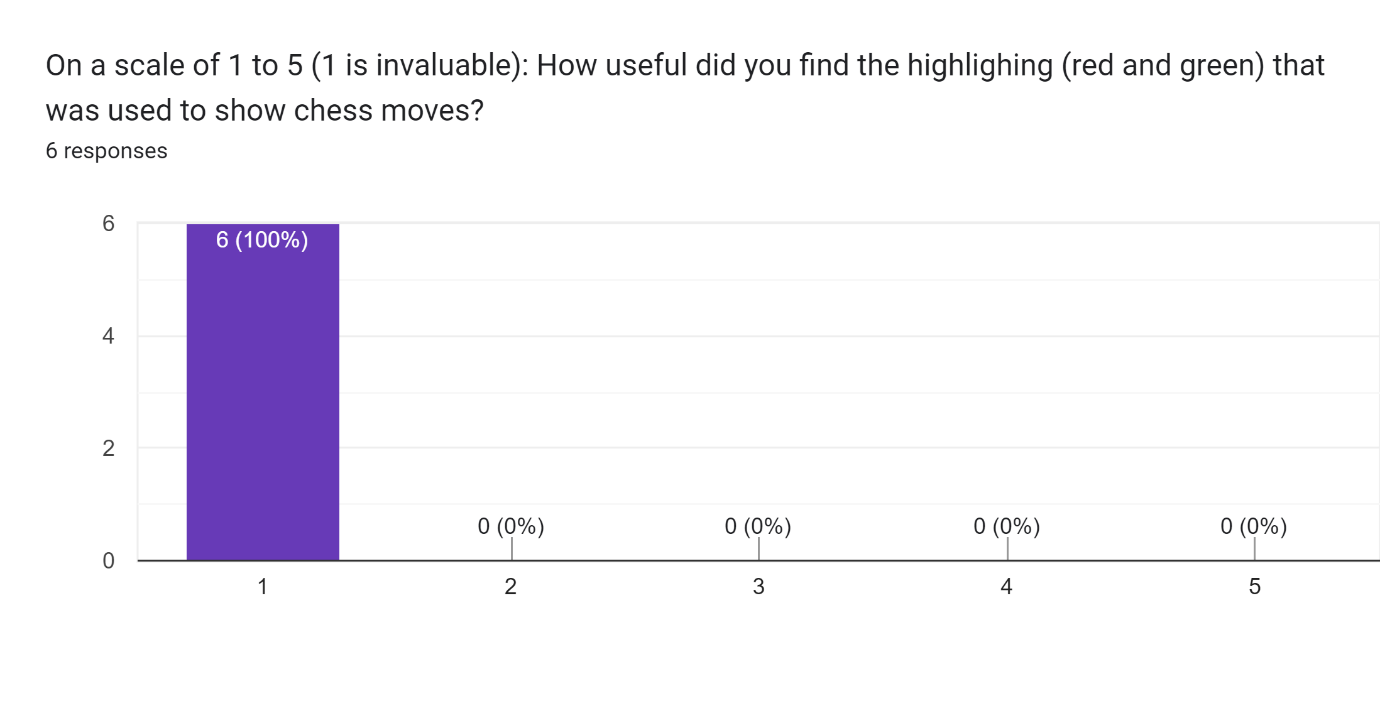 On a scale of 1 to 5 (1 is invaluable): How useful did you find the highlighing (red and green) that
was used to show chess moves?
6 responses
6
6 (100%)
4
2
0 (0%) 0 (0%) 0 (0%) 0 (0%)
0
1 2 3 4 5